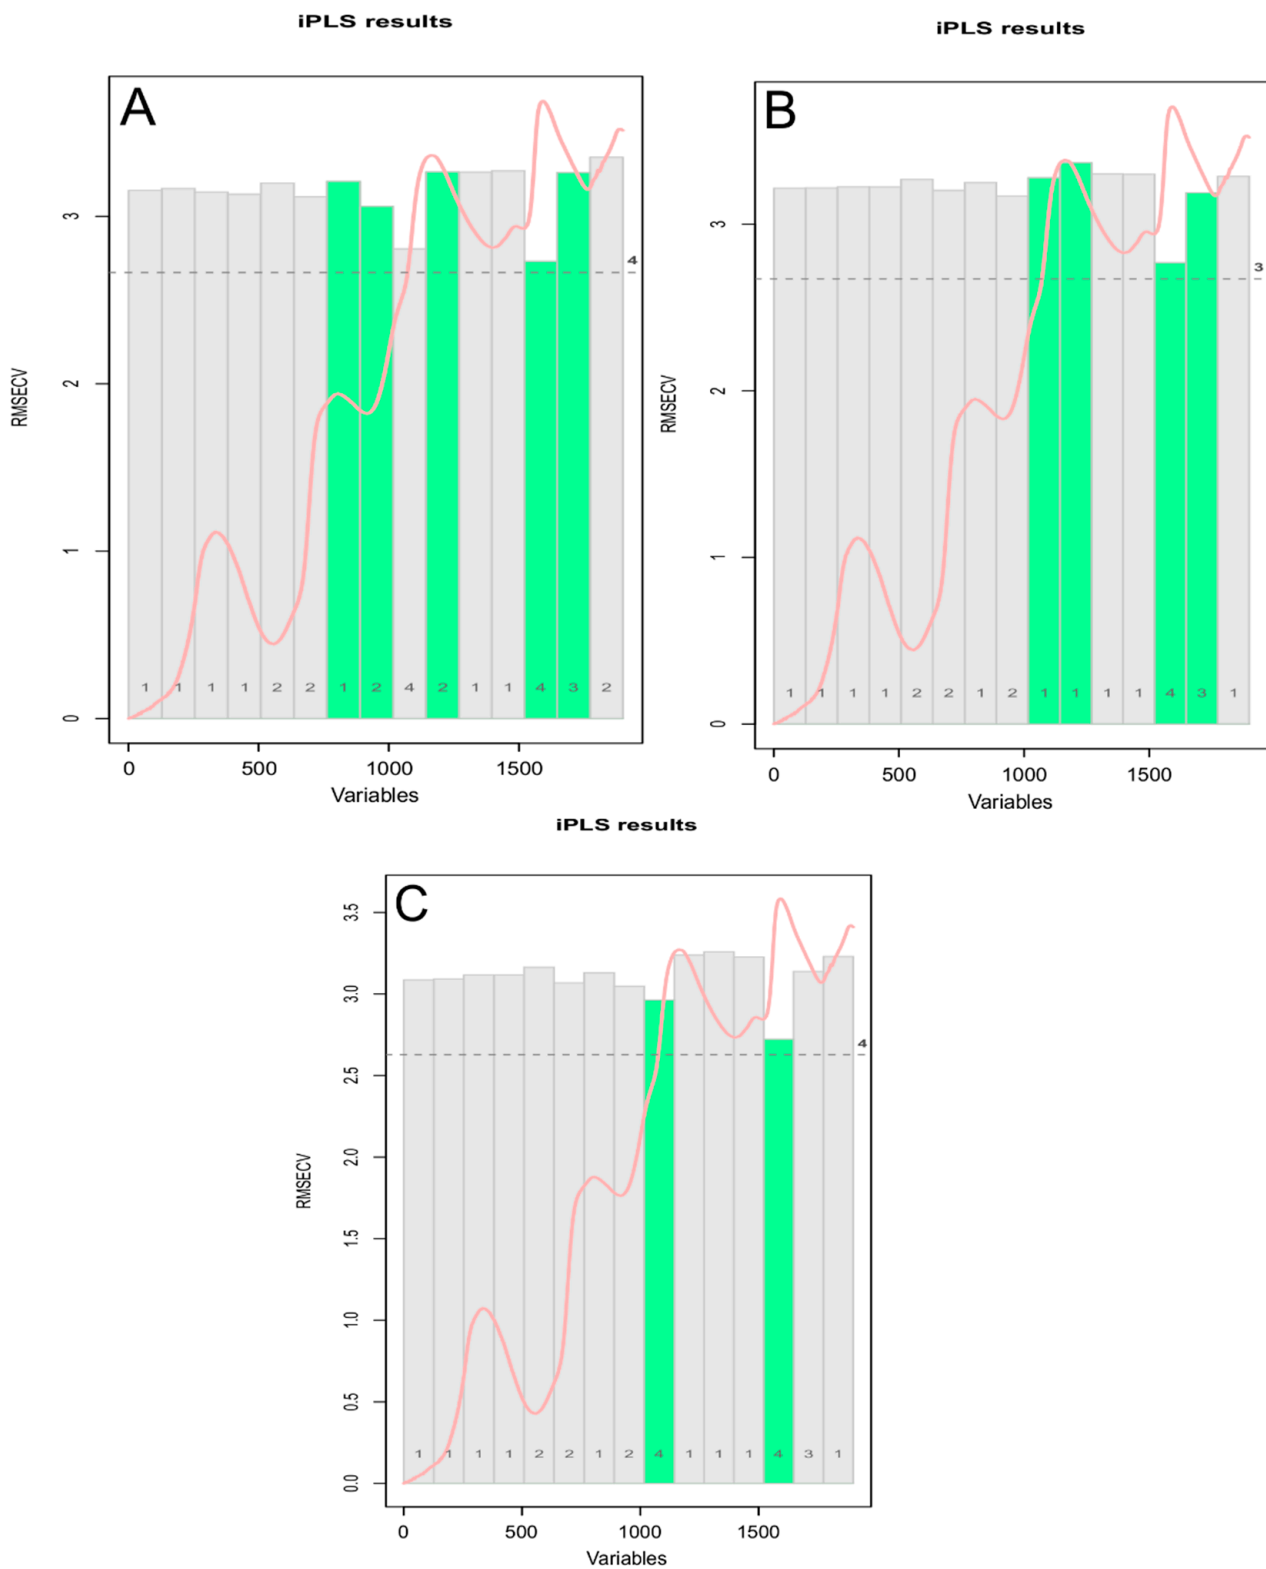 iPLS results
A
RMSECV
3
2
1
0
4
1 1 1 1 2 2 1 2 4 2 1 1 4 3 2
0 500 1000 1500
Variables
iPLS results
B
RMSECV
3
2
1
0
3
1 1 1 1 2 2 1 2 1 1 1 1 4 3 1
0 500 1000 1500
Variables
iPLS results
C
RMSECV
3.5
3.0
2.5
2.0
1.5
1.0
0.5
0.0
4
1 1 1 1 2 2 1 2 4 1 1 1 4 3 1
0 500 1000 1500
Variables